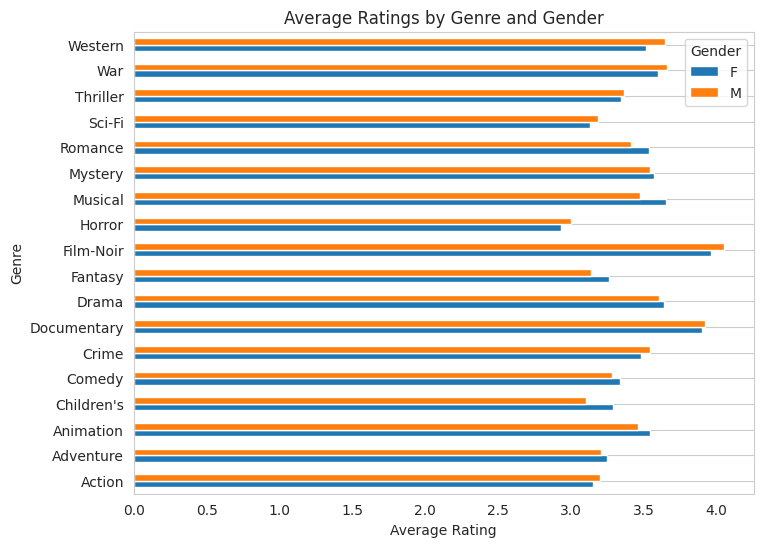 Average Ratings by Genre and Gender
Gender
F
M
Genre
Western
War
Thriller
Sci-Fi
Romance
Mystery
Musical
Horror
Film-Noir
Fantasy
Drama
Documentary
Crime
Comedy
Children's
Animation
Adventure
Action
0.0 0.5 1.0 1.5 2.0 2.5 3.0 3.5 4.0
Average Rating